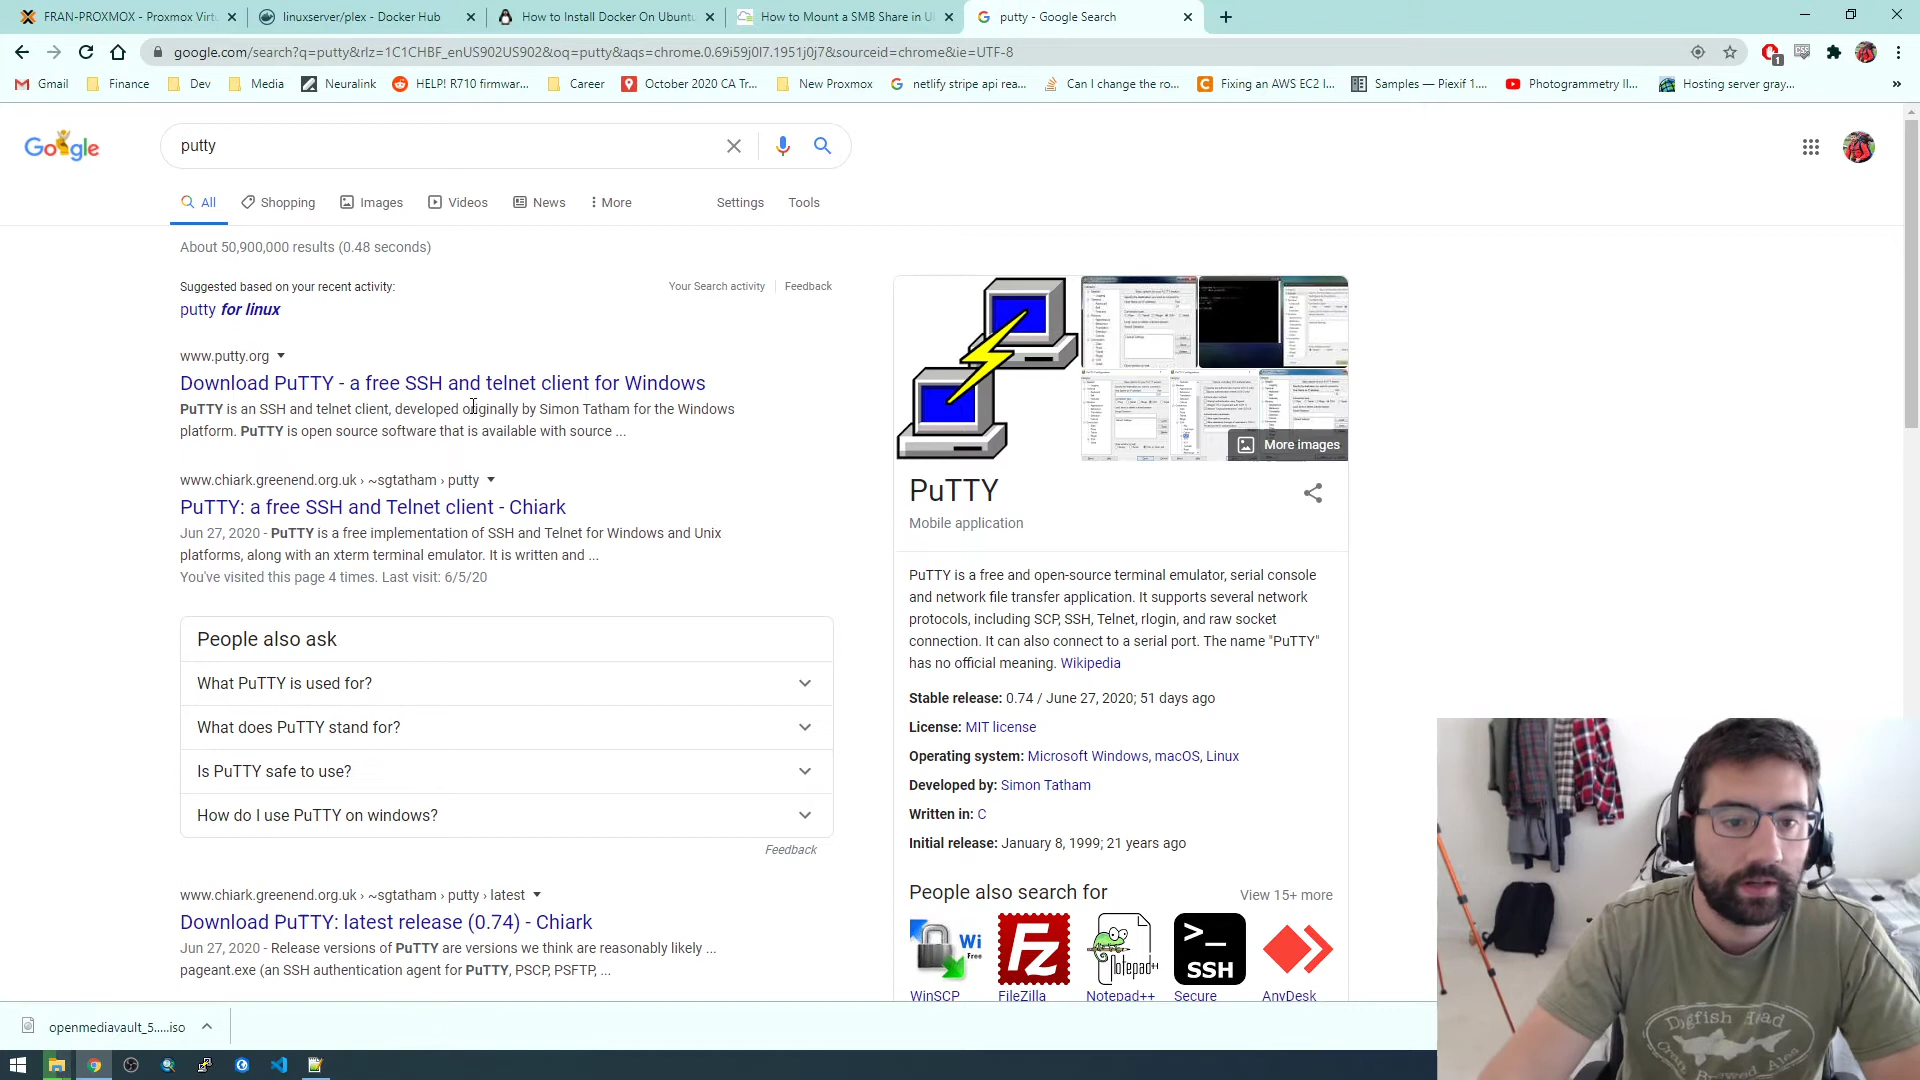 FRAN-PROXMOX - Proxmox Virtu
linuxserver/plex - Docker Hub
How to Install Docker On Ubuntu
How to Mount a SMB Share in U
putty - Google Search
google.com/search?q=putty&rlz=1C1CHBF_enUS902US902&oq=putty&aqs=chrome.0.69i59j0l7.1951j0j7&sourceid=chrome&ie=UTF-8
Gmail
Finance
Dev
Media
Neuralink
HELP! R710 firmwar...
Career
October 2020 CA Tr...
New Proxmox
netlify stripe api rea...
Can I change the ro...
Fixing an AWS EC2 I...
Samples — Piexif 1....
Photogrammetry II...
Hosting server gray...
Google
putty
All
Shopping
Images
Videos
News
More
Settings
Tools
About 50,900,000 results (0.48 seconds)
Suggested based on your recent activity:
Your Search activity
Feedback
putty for linux
www.putty.org
Download PuTTY - a free SSH and telnet client for Windows
PuTTY is an SSH and telnet client, developed originally by Simon Tatham for the Windows
platform. PuTTY is open source software that is available with source ...
www.chiark.greenend.org.uk › ~sgtatham › putty
PuTTY: a free SSH and Telnet client - Chiark
Jun 27, 2020 - PuTTY is a free implementation of SSH and Telnet for Windows and Unix
platforms, along with an xterm terminal emulator. It is written and ...
You've visited this page 4 times. Last visit: 6/5/20
People also ask
What PuTTY is used for?
What does PuTTY stand for?
Is PuTTY safe to use?
How do I use PuTTY on windows?
Feedback
www.chiark.greenend.org.uk › ~sgtatham › putty › latest
Download PuTTY: latest release (0.74) - Chiark
Jun 27, 2020 - Release versions of PuTTY are versions we think are reasonably likely ...
pageant.exe (an SSH authentication agent for PuTTY, PSCP, PSFTP, ...
More images
PuTTY
Mobile application
PuTTY is a free and open-source terminal emulator, serial console
and network file transfer application. It supports several network
protocols, including SCP, SSH, Telnet, rlogin, and raw socket
connection. It can also connect to a serial port. The name "PuTTY"
has no official meaning. Wikipedia
Stable release: 0.74 / June 27, 2020; 51 days ago
License: MIT license
Operating system: Microsoft Windows, macOS, Linux
Developed by: Simon Tatham
Written in: C
Initial release: January 8, 1999; 21 years ago
People also search for
View 15+ more
Wi
Free
Fz
Notepad++
>_
SSH
WinSCP
FileZilla
Notepad++
Secure
AnyDesk
openmediavault_5.....iso
Dogfish Head
Craft Brewed Ales